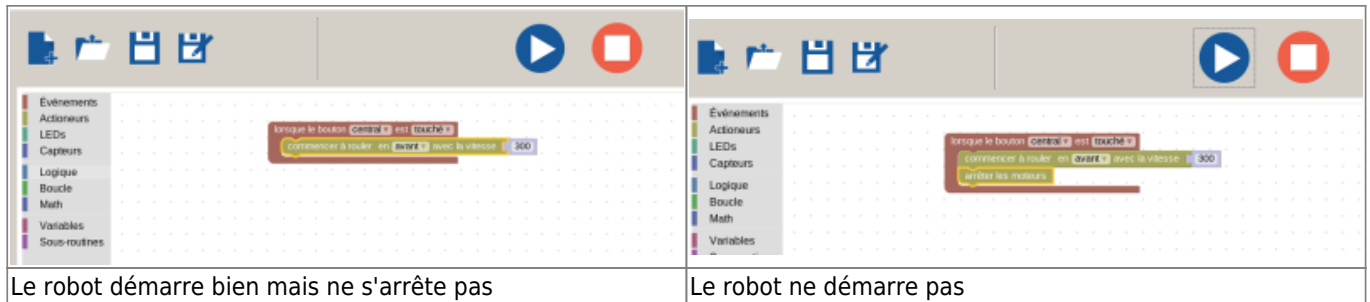 Événements
Actioneurs
LEDs
Capteurs
Logique
Boucle
Math
Variables
Sous-routines
lorsque le bouton central est touché
commencer à rouler en avant avec la vitesse 300
Événements
Actioneurs
LEDs
Capteurs
Logique
Boucle
Math
Variables
lorsque le bouton central est touché
commencer à rouler en avant avec la vitesse 300
arrêter les moteurs
Le robot démarre bien mais ne s'arrête pas
Le robot ne démarre pas